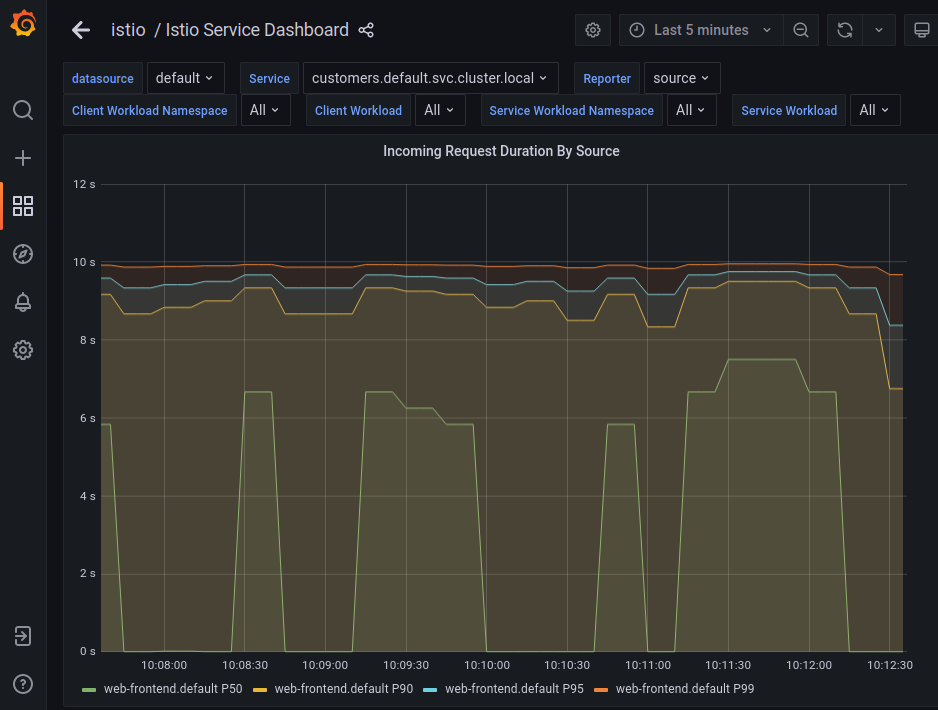 istio / Istio Service Dashboard
Last 5 minutes
datasource default Service customers.default.svc.cluster.local Reporter source
Client Workload Namespace All Client Workload All Service Workload Namespace All Service Workload All
Incoming Request Duration By Source
12 s
10 s
8 s
6 s
4 s
2 s
0 s
10:08:00 10:08:30 10:09:00 10:09:30 10:10:00 10:10:30 10:11:00 10:11:30 10:12:00 10:12:30
web-frontend.default P50 web-frontend.default P90 web-frontend.default P95 web-frontend.default P99